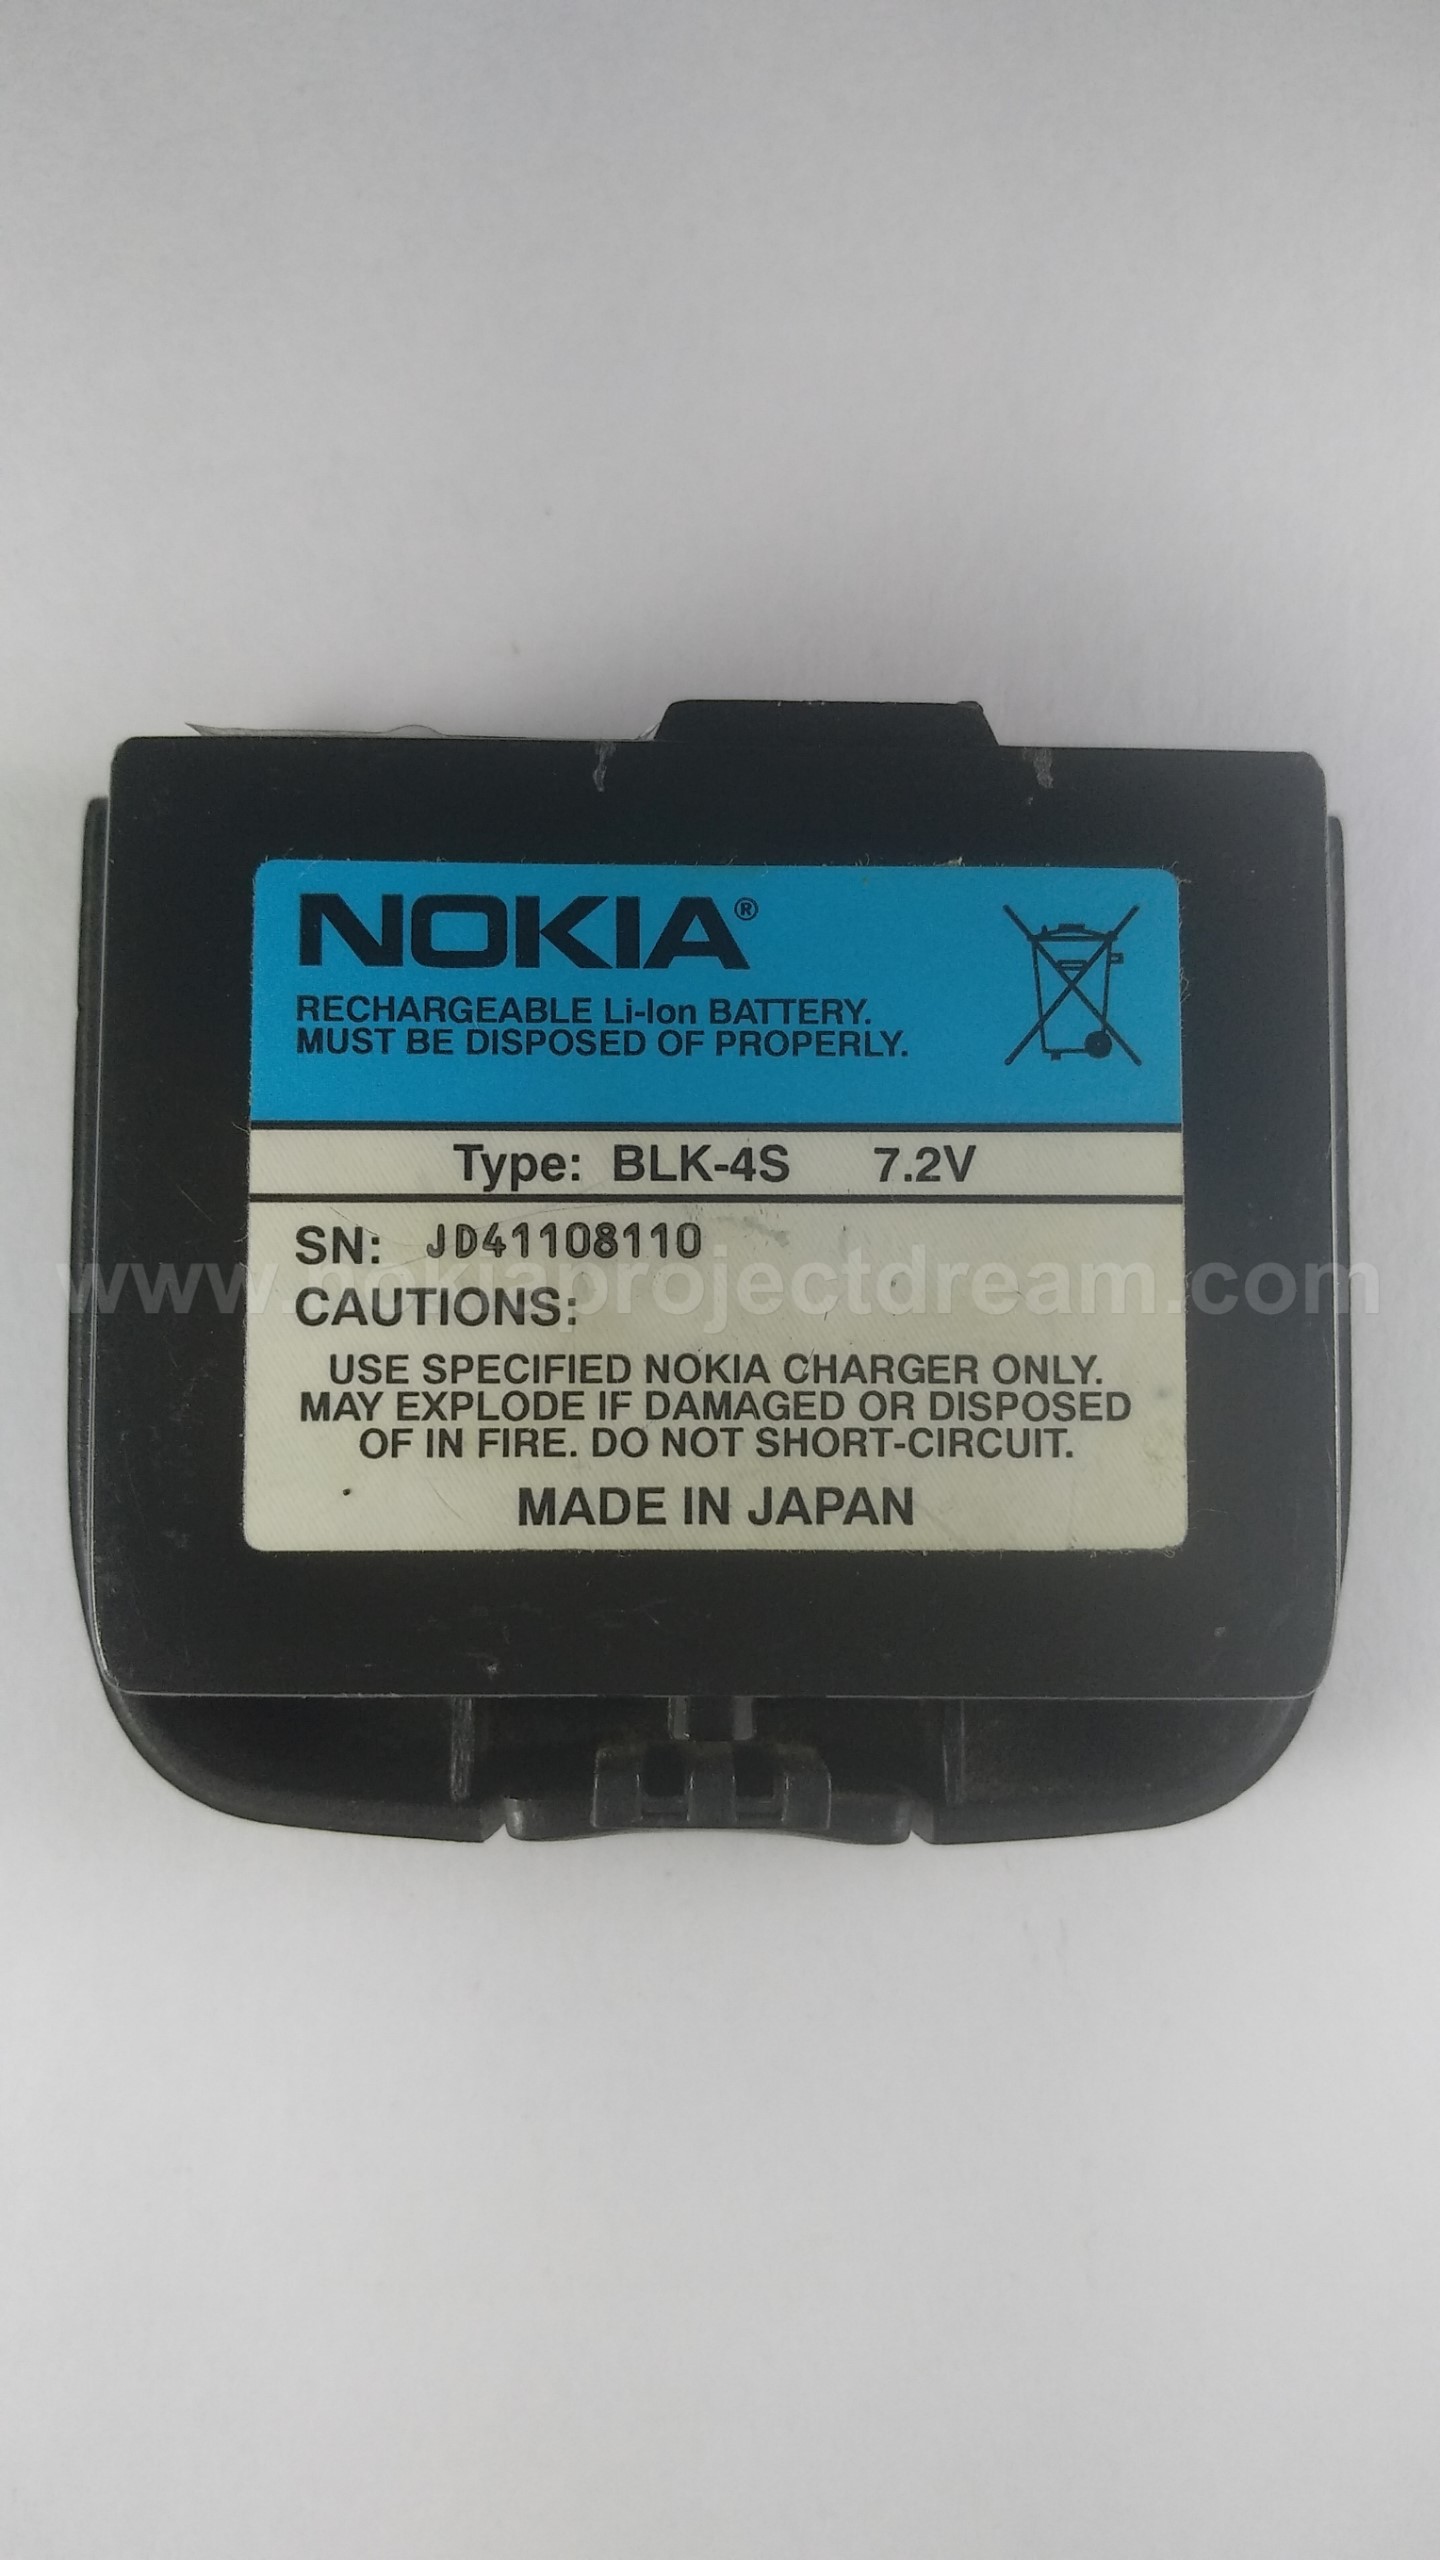 NOKIA®
RECHARGEABLE Li-Ion BATTERY.
MUST BE DISPOSED OF PROPERLY.
Type: BLK-4S 7.2V
SN: JD41108110
www.nokiaprojectdream.com
CAUTIONS:
USE SPECIFIED NOKIA CHARGER ONLY.
MAY EXPLODE IF DAMAGED OR DISPOSED
OF IN FIRE. DO NOT SHORT-CIRCUIT.
MADE IN JAPAN